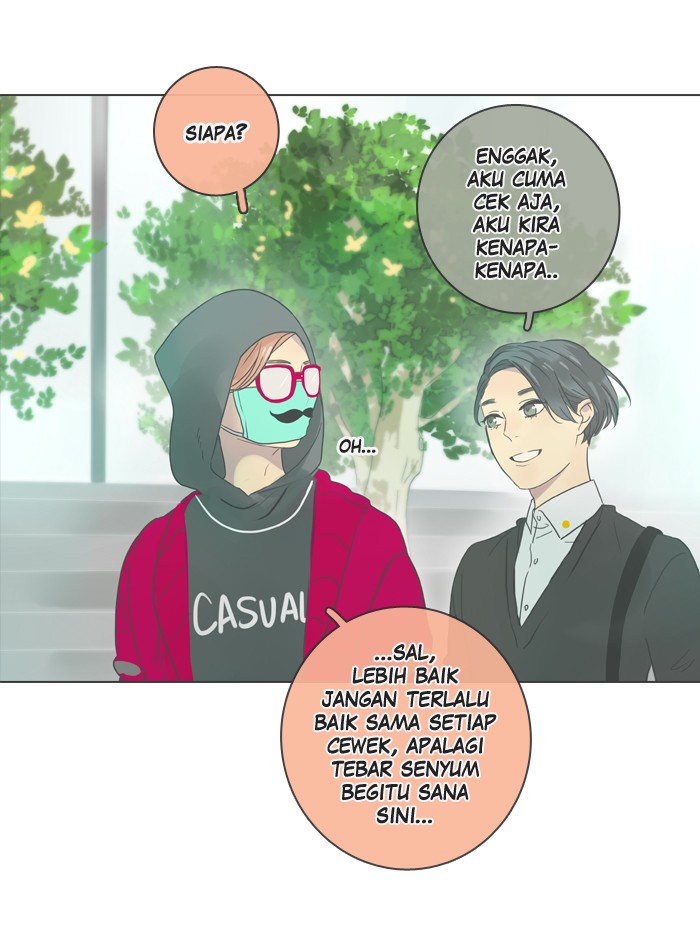 SIAPA?
ENGGAK,
AKU CUMA
CEK AJA,
AKU KIRA
KENAPA-
KENAPA..
OH...
CASUAL
...SAL,
LEBIH BAIK
JANGAN TERLALU
BAIK SAMA SETIAP
CEWEK, APALAGI
TEBAR SENYUM
BEGITU SANA
SINI...